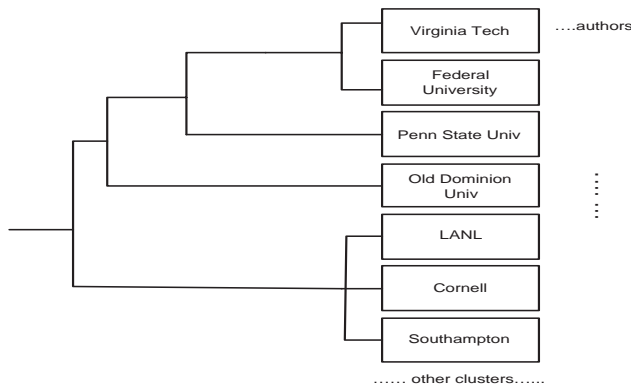 Virginia Tech
….authors
Federal
University
Penn State Univ
Old Dominion
Univ
LANL
Cornell
Southampton
…… other clusters…...